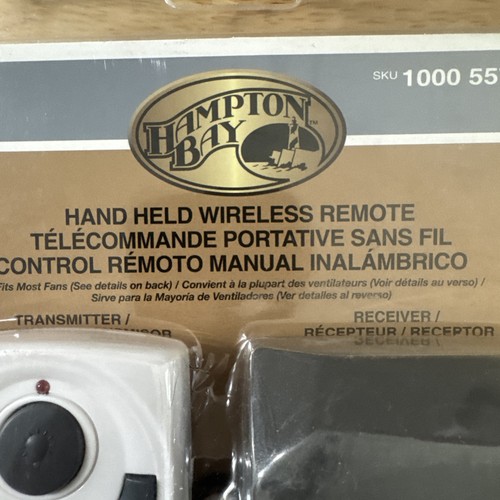 SKU 1000 55
HAMPTON
BAY™
HAND HELD WIRELESS REMOTE
TÉLÉCOMMANDE PORTATIVE SANS FIL
CONTROL RÉMOTO MANUAL INALÁMBRICO
Fits Most Fans (See details on back) / Convient à la plupart des ventilateurs (Voir détails au verso) /
Sirve para la Mayoría de Ventiladores (Ver detalles al reverso)
TRANSMITTER /
RECEIVER /
RÉCEPTEUR / RECEPTOR